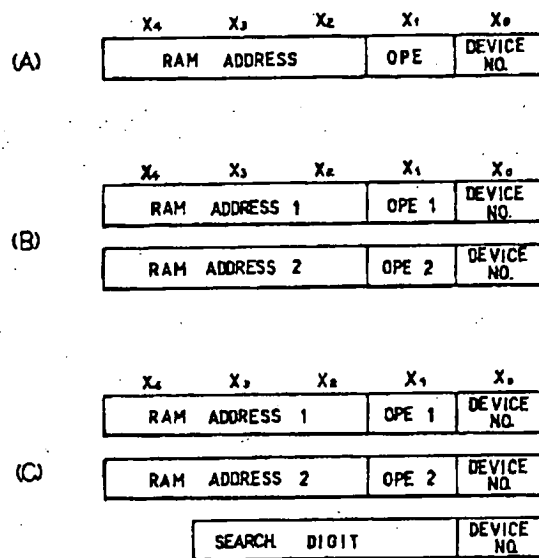 X₄ X₃ X₂ X₁ X₀
(A) RAM ADDRESS OPE DEVICE NO.
X₄ X₃ X₂ X₁ X₀
RAM ADDRESS 1 OPE 1 DEVICE NO.
(B)
RAM ADDRESS 2 OPE 2 DEVICE NO.
X₄ X₃ X₂ X₁ X₀
RAM ADDRESS 1 OPE 1 DEVICE NO.
(C) RAM ADDRESS 2 OPE 2 DEVICE NO.
SEARCH DIGIT DEVICE NO.